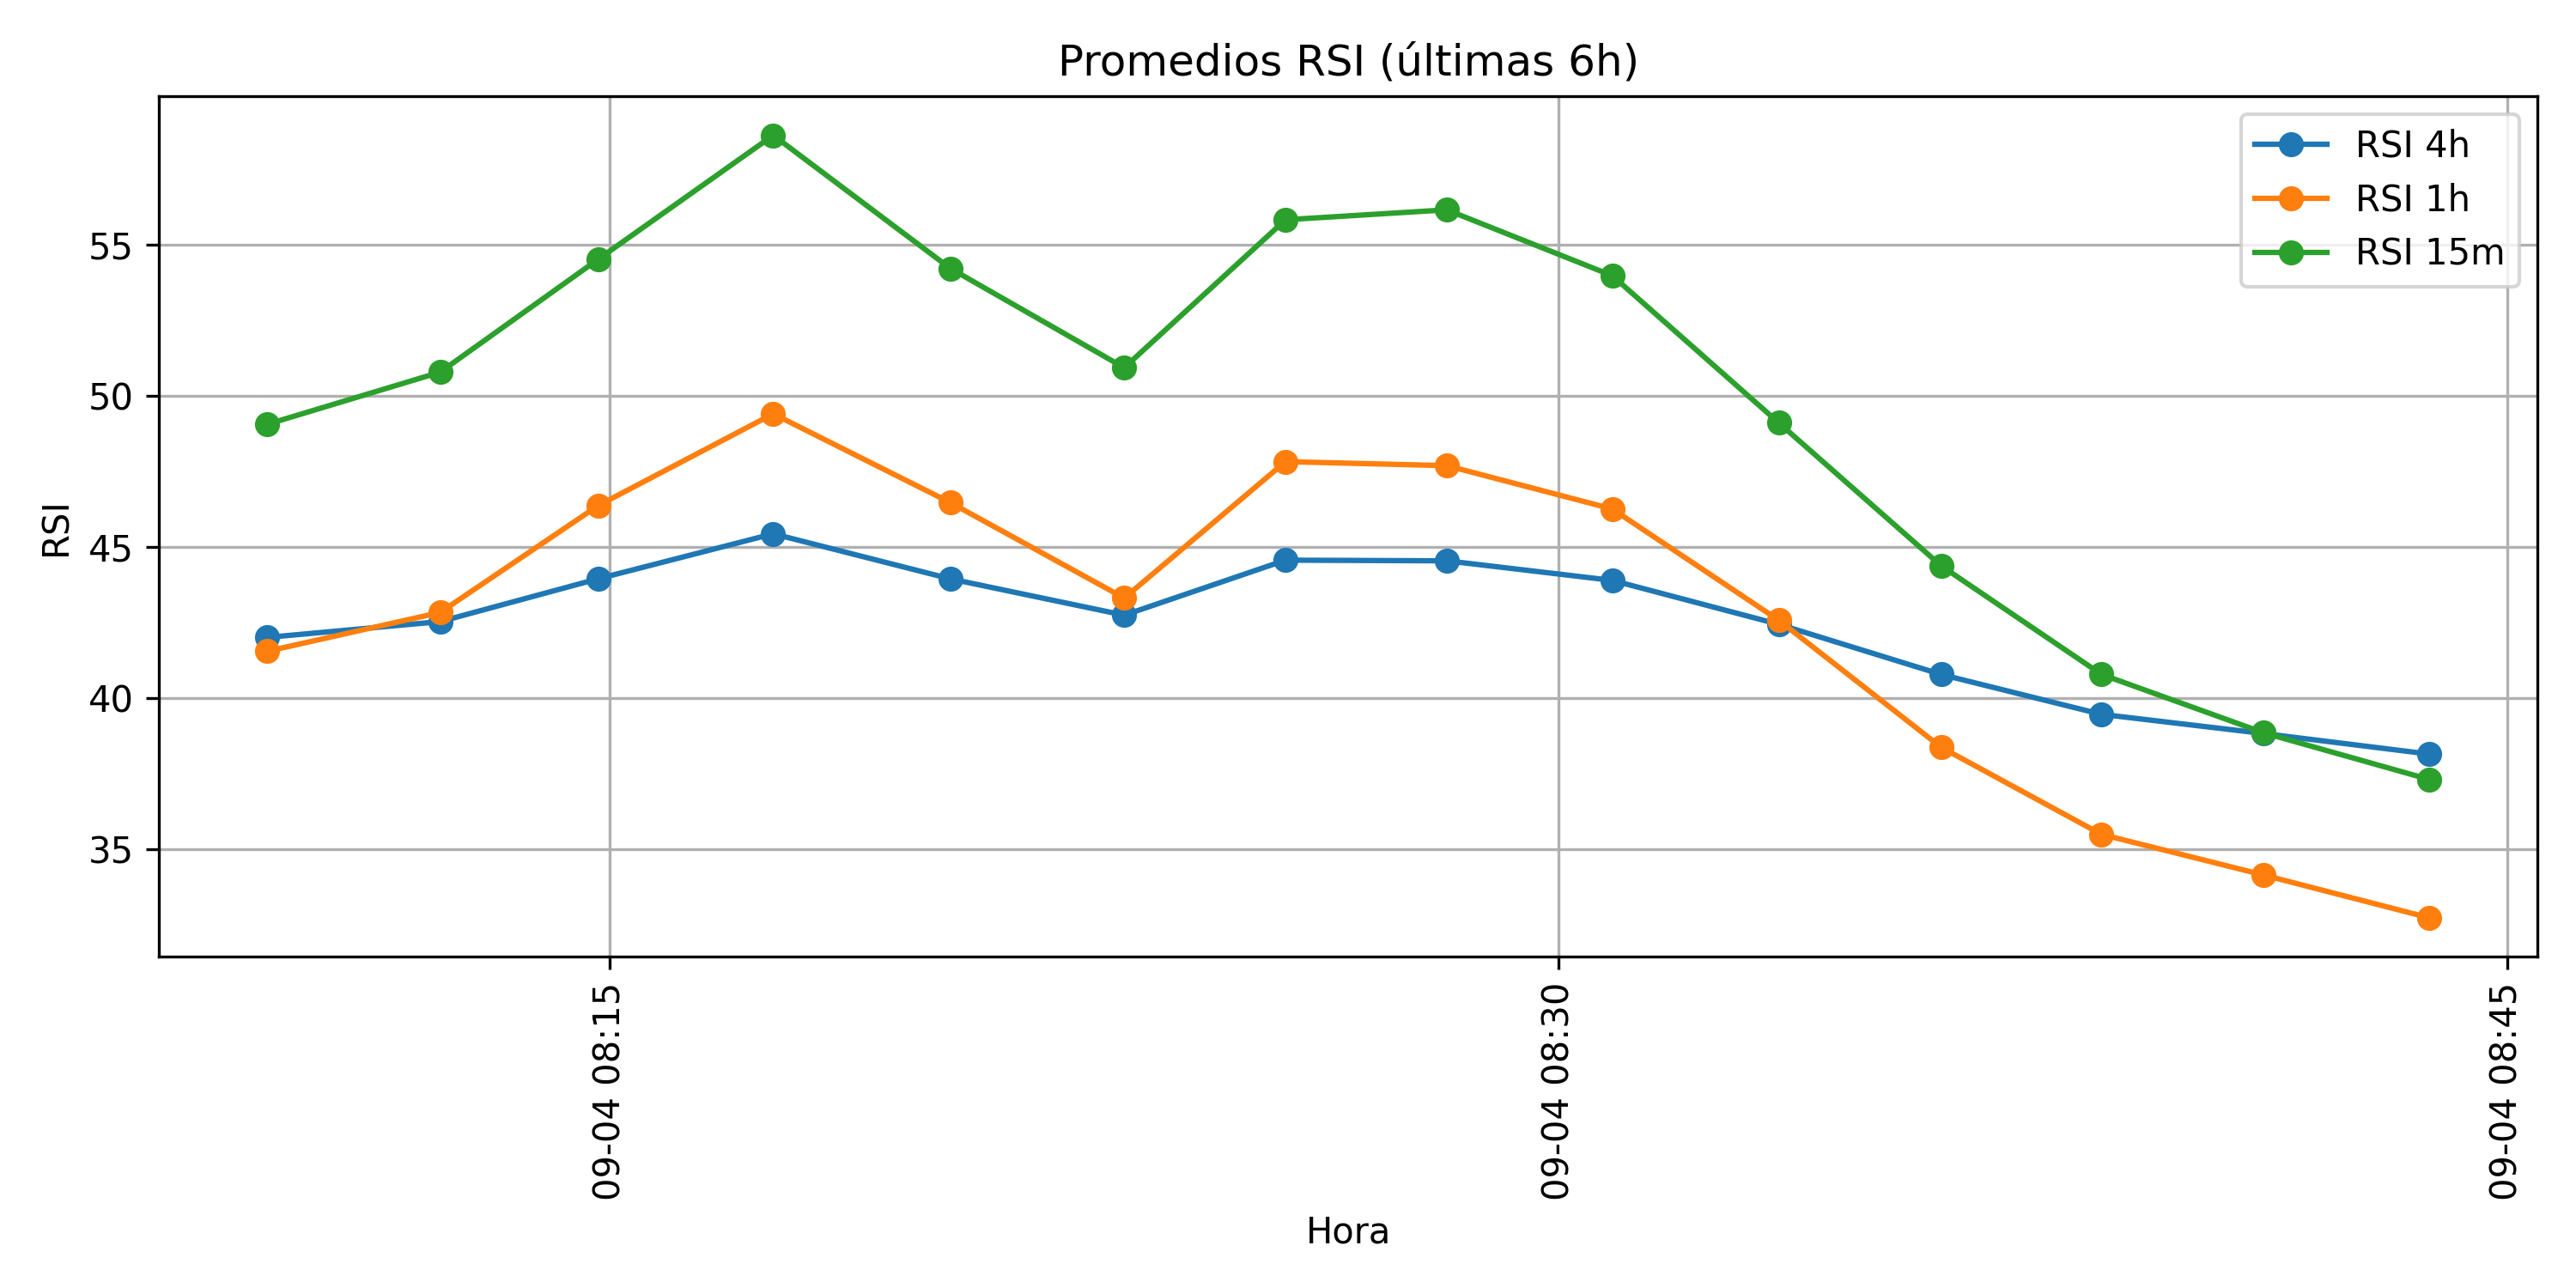 Promedios RSI (últimas 6h)
RSI 4h
RSI 1h
RSI 15m
RSI
55
50
45
40
35
09-04 08:15
09-04 08:30
09-04 08:45
Hora